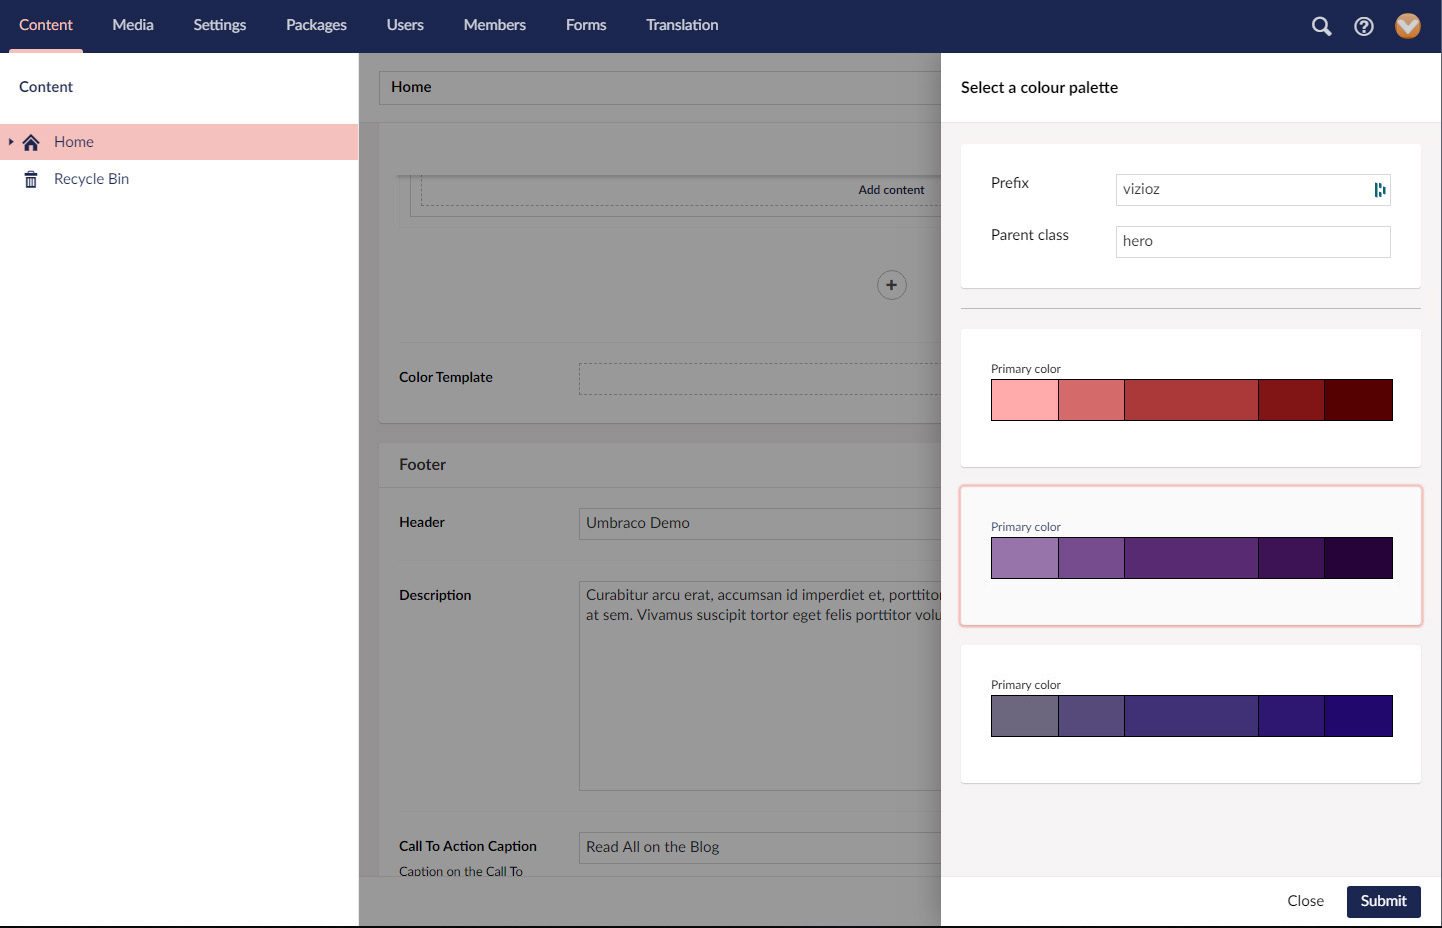 Content
Media
Settings
Packages
Users
Members
Forms
Translation
Content
Home
Recycle Bin
Home
Add content
Color Template
Footer
Header
Umbraco Demo
Description
Curabitur arcu erat, accumsan id imperdiet et, porttitor
at sem. Vivamus suscipit tortor eget felis porttitor volu
Call To Action Caption
Read All on the Blog
Caption on the Call To
Select a colour palette
Prefix
vizioz
Parent class
hero
Primary color
Primary color
Primary color
Close
Submit